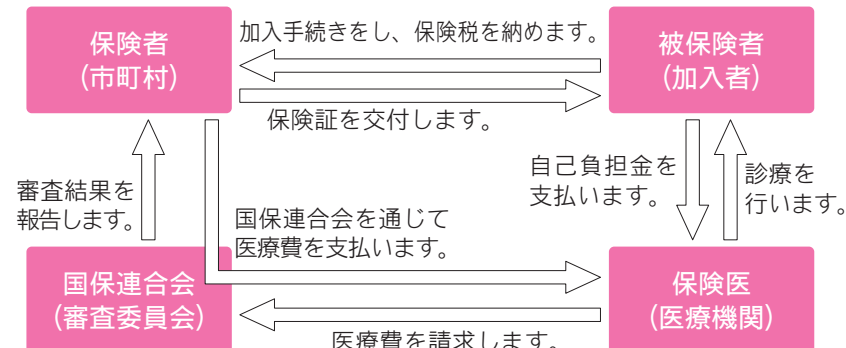 保険者
（市町村）
加入手続きをし、保険税を納めます。
被保険者
（加入者）
保険証を交付します。
審査結果を
報告します。
国保連合会を通じて
医療費を支払います。
自己負担金を
支払います。
診療を
行います。
国保連合会
（審査委員会）
保険医
（医療機関）
医療費を請求します。